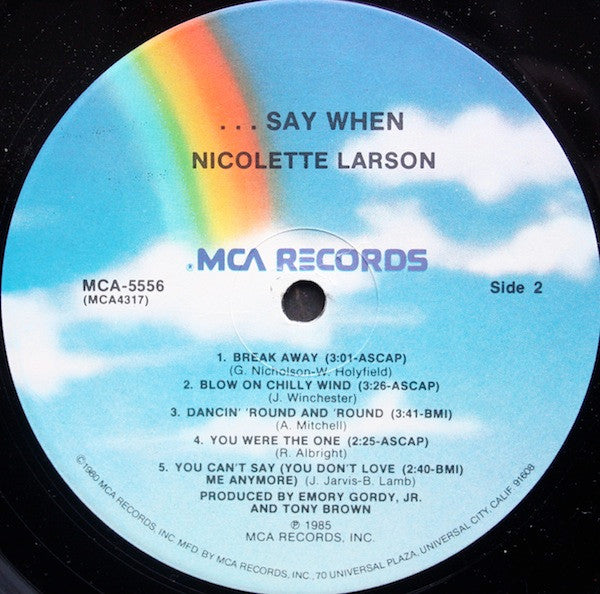 . . . SAY WHEN
NICOLETTE LARSON
MCA RECORDS
MCA-5556
(MCA4317)
Side 2
1. BREAK AWAY (3:01-ASCAP)
(G. Nicholson-W. Holyfield)
2. BLOW ON CHILLY WIND (3:26-ASCAP)
(J. Winchester)
3. DANCIN' 'ROUND AND 'ROUND (3:41-BMI)
(A. Mitchell)
4. YOU WERE THE ONE (2:25-ASCAP)
(R. Albright)
5. YOU CAN'T SAY (YOU DON'T LOVE (2:40-BMI)
ME ANYMORE) (J. Jarvis-B. Lamb)
PRODUCED BY EMORY GORDY, JR.
AND TONY BROWN
℗ 1985
MCA RECORDS, INC.
©1980 MCA RECORDS, INC. MFD. BY MCA RECORDS, INC., 70 UNIVERSAL PLAZA, UNIVERSAL CITY, CALIF. 91608